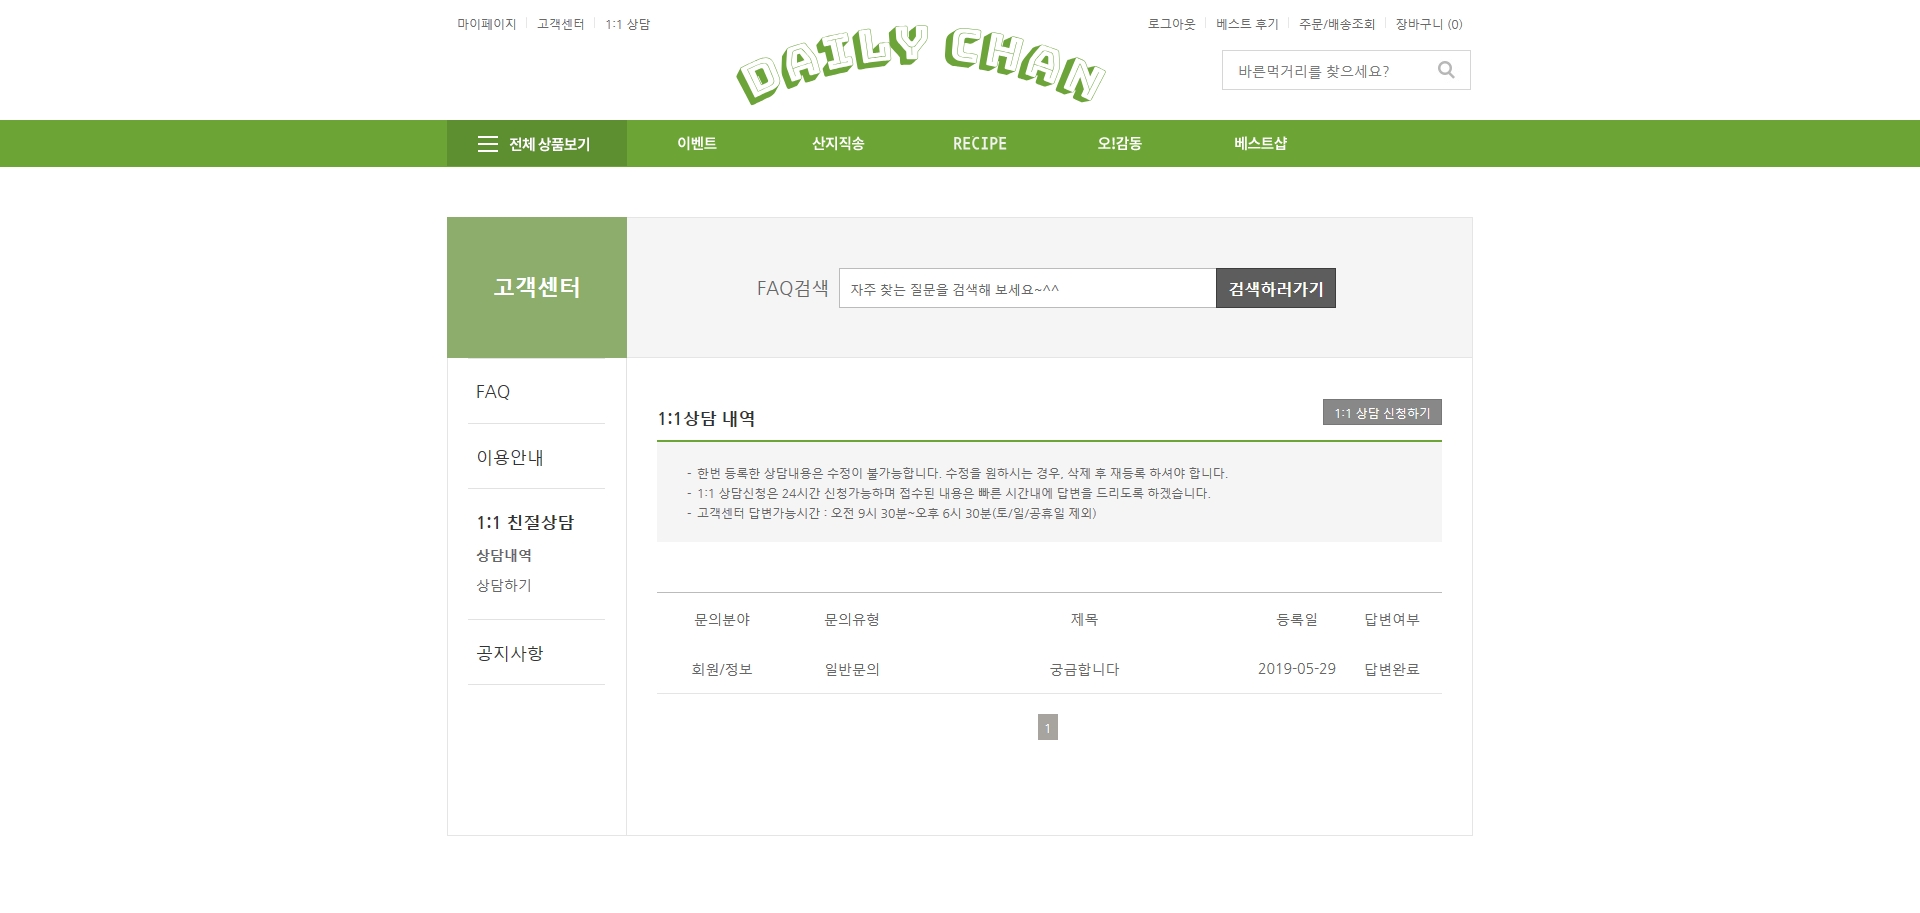 마이페이지 고객센터 1:1 상담
로그아웃 베스트 후기 주문/배송조회 장바구니 (0)
DAILY CHAN
바른먹거리를 찾으세요?
전체 상품보기 이벤트 산지직송 RECIPE 오!감동 베스트샵
고객센터
FAQ검색 자주 찾는 질문을 검색해 보세요~^^ 검색하러가기
FAQ
이용안내
1:1 친절상담
상담내역
상담하기
공지사항
1:1상담 내역 1:1 상담 신청하기
- 한번 등록한 상담내용은 수정이 불가능합니다. 수정을 원하시는 경우, 삭제 후 재등록 하셔야 합니다.
- 1:1 상담신청은 24시간 신청가능하며 접수된 내용은 빠른 시간내에 답변을 드리도록 하겠습니다.
- 고객센터 답변가능시간 : 오전 9시 30분~오후 6시 30분(토/일/공휴일 제외)
문의분야 문의유형 제목 등록일 답변여부
회원/정보 일반문의 궁금합니다 2019-05-29 답변완료
1